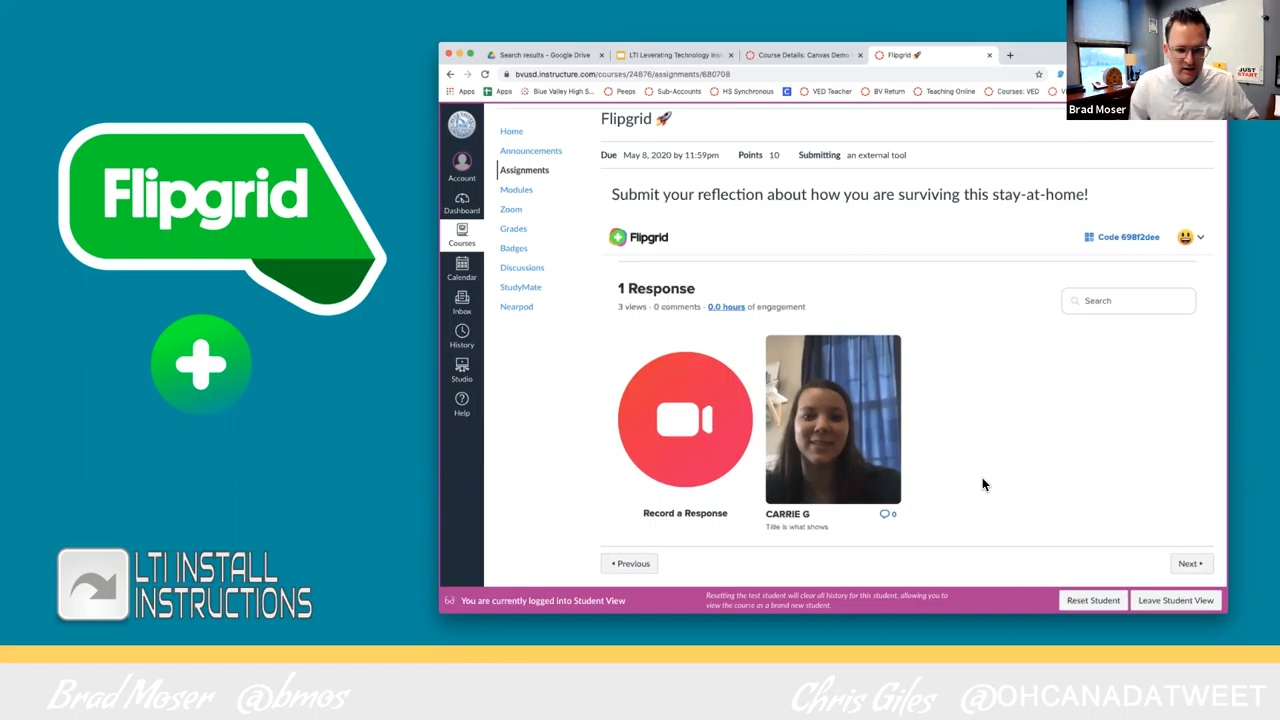 Flipgrid
LTI INSTALL
INSTRUCTIONS
Search results - Google Drive
LTI Leverating Technology insi
Course Details: Canvas Demo
Flipgrid 🚀
bvusd.instructure.com/courses/24876/assignments/680708
Apps
Apps
Blue Valley High S...
Peeps
Sub-Accounts
HS Synchronous
VED Teacher
BV Return
Teaching Online
Courses: VED
JUST
START
Brad Moser
Account
Dashboard
Courses
Calendar
Inbox
History
Studio
Help
Home
Announcements
Assignments
Modules
Zoom
Grades
Badges
Discussions
StudyMate
Nearpod
Flipgrid 🚀
Due May 8, 2020 by 11:59pm Points 10 Submitting an external tool
Submit your reflection about how you are surviving this stay-at-home!
Flipgrid
Code 698f2dee
1 Response
3 views · 0 comments · 0.0 hours of engagement
Search
Record a Response
CARRIE G
0
Title is what shows
Previous
Next
You are currently logged into Student View
Resetting the test student will clear all history for this student, allowing you to
view the course as a brand new student.
Reset Student
Leave Student View
Brad Moser @bmos
Chris Giles @OHCANADATWEET